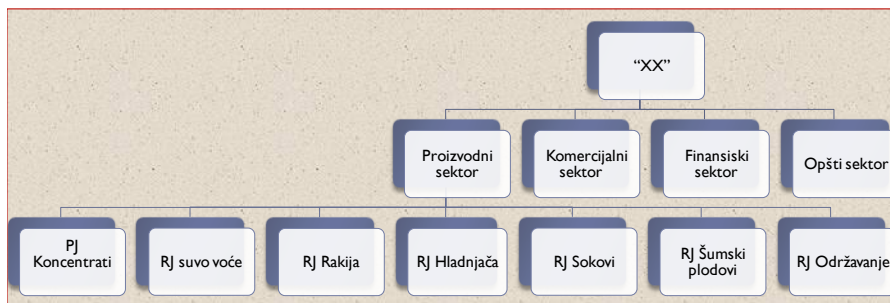 “XX”
Proizvodni
sektor
Komercijalni
sektor
Finansiski
sektor
Opšti sektor
PJ
Koncentrati
RJ suvo voće
RJ Rakija
RJ Hladnjača
RJ Sokovi
RJ Šumski
plodovi
RJ Održavanje